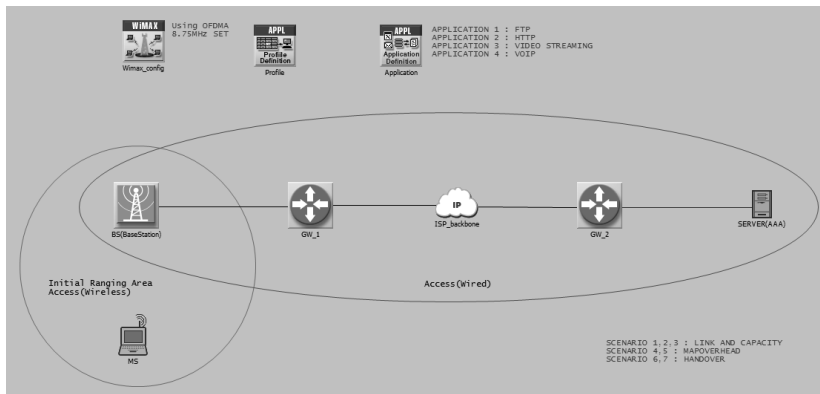 WiMAX
Using OFDMA
8.75MHz SET
Wimax_config
APPL
Profile
Definition
Profile
APPL
Application
Definition
Application
APPLICATION 1 : FTP
APPLICATION 2 : HTTP
APPLICATION 3 : VIDEO STREAMING
APPLICATION 4 : VOIP
BS(BaseStation)
GW_1
IP
ISP_backbone
GW_2
SERVER(AAA)
Initial Ranging Area
Access(Wireless)
Access(Wired)
MS
SCENARIO 1,2,3 : LINK AND CAPACITY
SCENARIO 4,5 : MAPOVERHEAD
SCENARIO 6,7 : HANDOVER